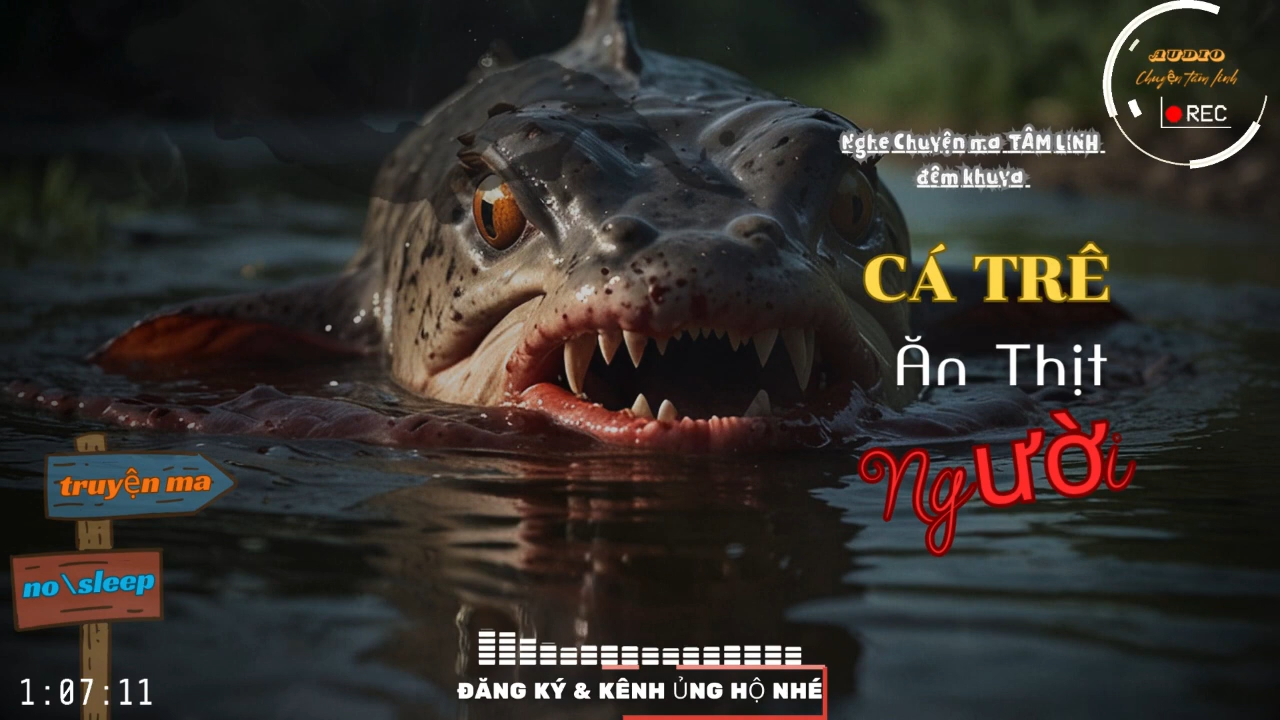 AUDIO
Chuyện tâm linh
REC
Nghe Chuyện ma TÂM LINH
đêm khuya
CÁ TRÊ
Ăn Thịt
Người
truyện ma
no\sleep
ĐĂNG KÝ & KÊNH ỦNG HỘ NHÉ
1:07:11